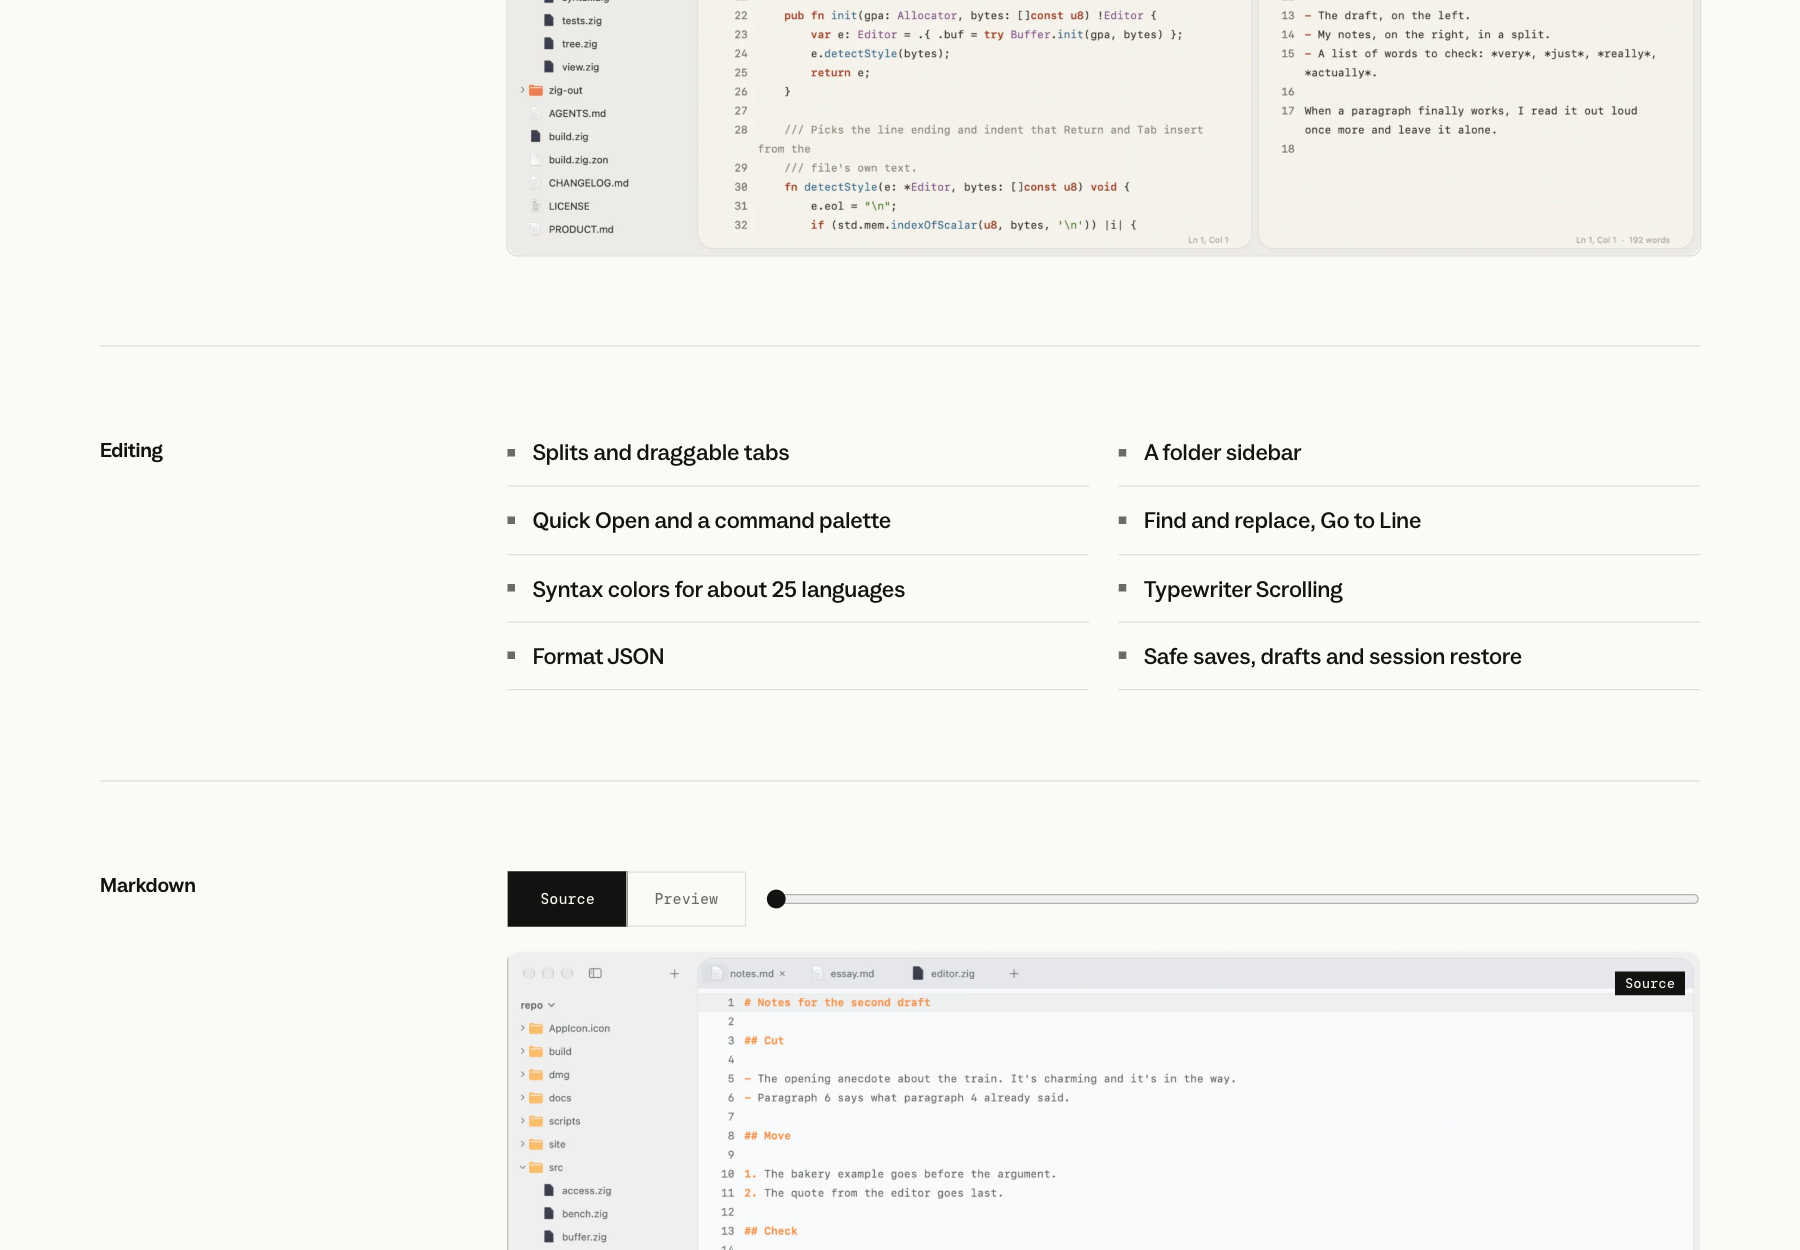 tests.zig
tree.zig
view.zig
zig-out
AGENTS.md
build.zig
build.zig.zon
CHANGELOG.md
LICENSE
PRODUCT.md
22 pub fn init(gpa: Allocator, bytes: []const u8) !Editor {
23 var e: Editor = .{ .buf = try Buffer.init(gpa, bytes) };
24 e.detectStyle(bytes);
25 return e;
26 }
27
28 /// Picks the line ending and indent that Return and Tab insert
from the
29 /// file's own text.
30 fn detectStyle(e: *Editor, bytes: []const u8) void {
31 e.eol = "\n";
32 if (std.mem.indexOfScalar(u8, bytes, '\n')) |i| {
Ln 1, Col 1
13 - The draft, on the left.
14 - My notes, on the right, in a split.
15 - A list of words to check: *very*, *just*, *really*,
*actually*.
16
17 When a paragraph finally works, I read it out loud
once more and leave it alone.
18
Ln 1, Col 1 · 192 words
Editing
Splits and draggable tabs
A folder sidebar
Quick Open and a command palette
Find and replace, Go to Line
Syntax colors for about 25 languages
Typewriter Scrolling
Format JSON
Safe saves, drafts and session restore
Markdown
Source
Preview
notes.md ×
essay.md
editor.zig
Source
repo
AppIcon.icon
build
dmg
docs
scripts
site
src
access.zig
bench.zig
buffer.zig
1 # Notes for the second draft
2
3 ## Cut
4
5 - The opening anecdote about the train. It's charming and it's in the way.
6 - Paragraph 6 says what paragraph 4 already said.
7
8 ## Move
9
10 1. The bakery example goes before the argument.
11 2. The quote from the editor goes last.
12
13 ## Check
14